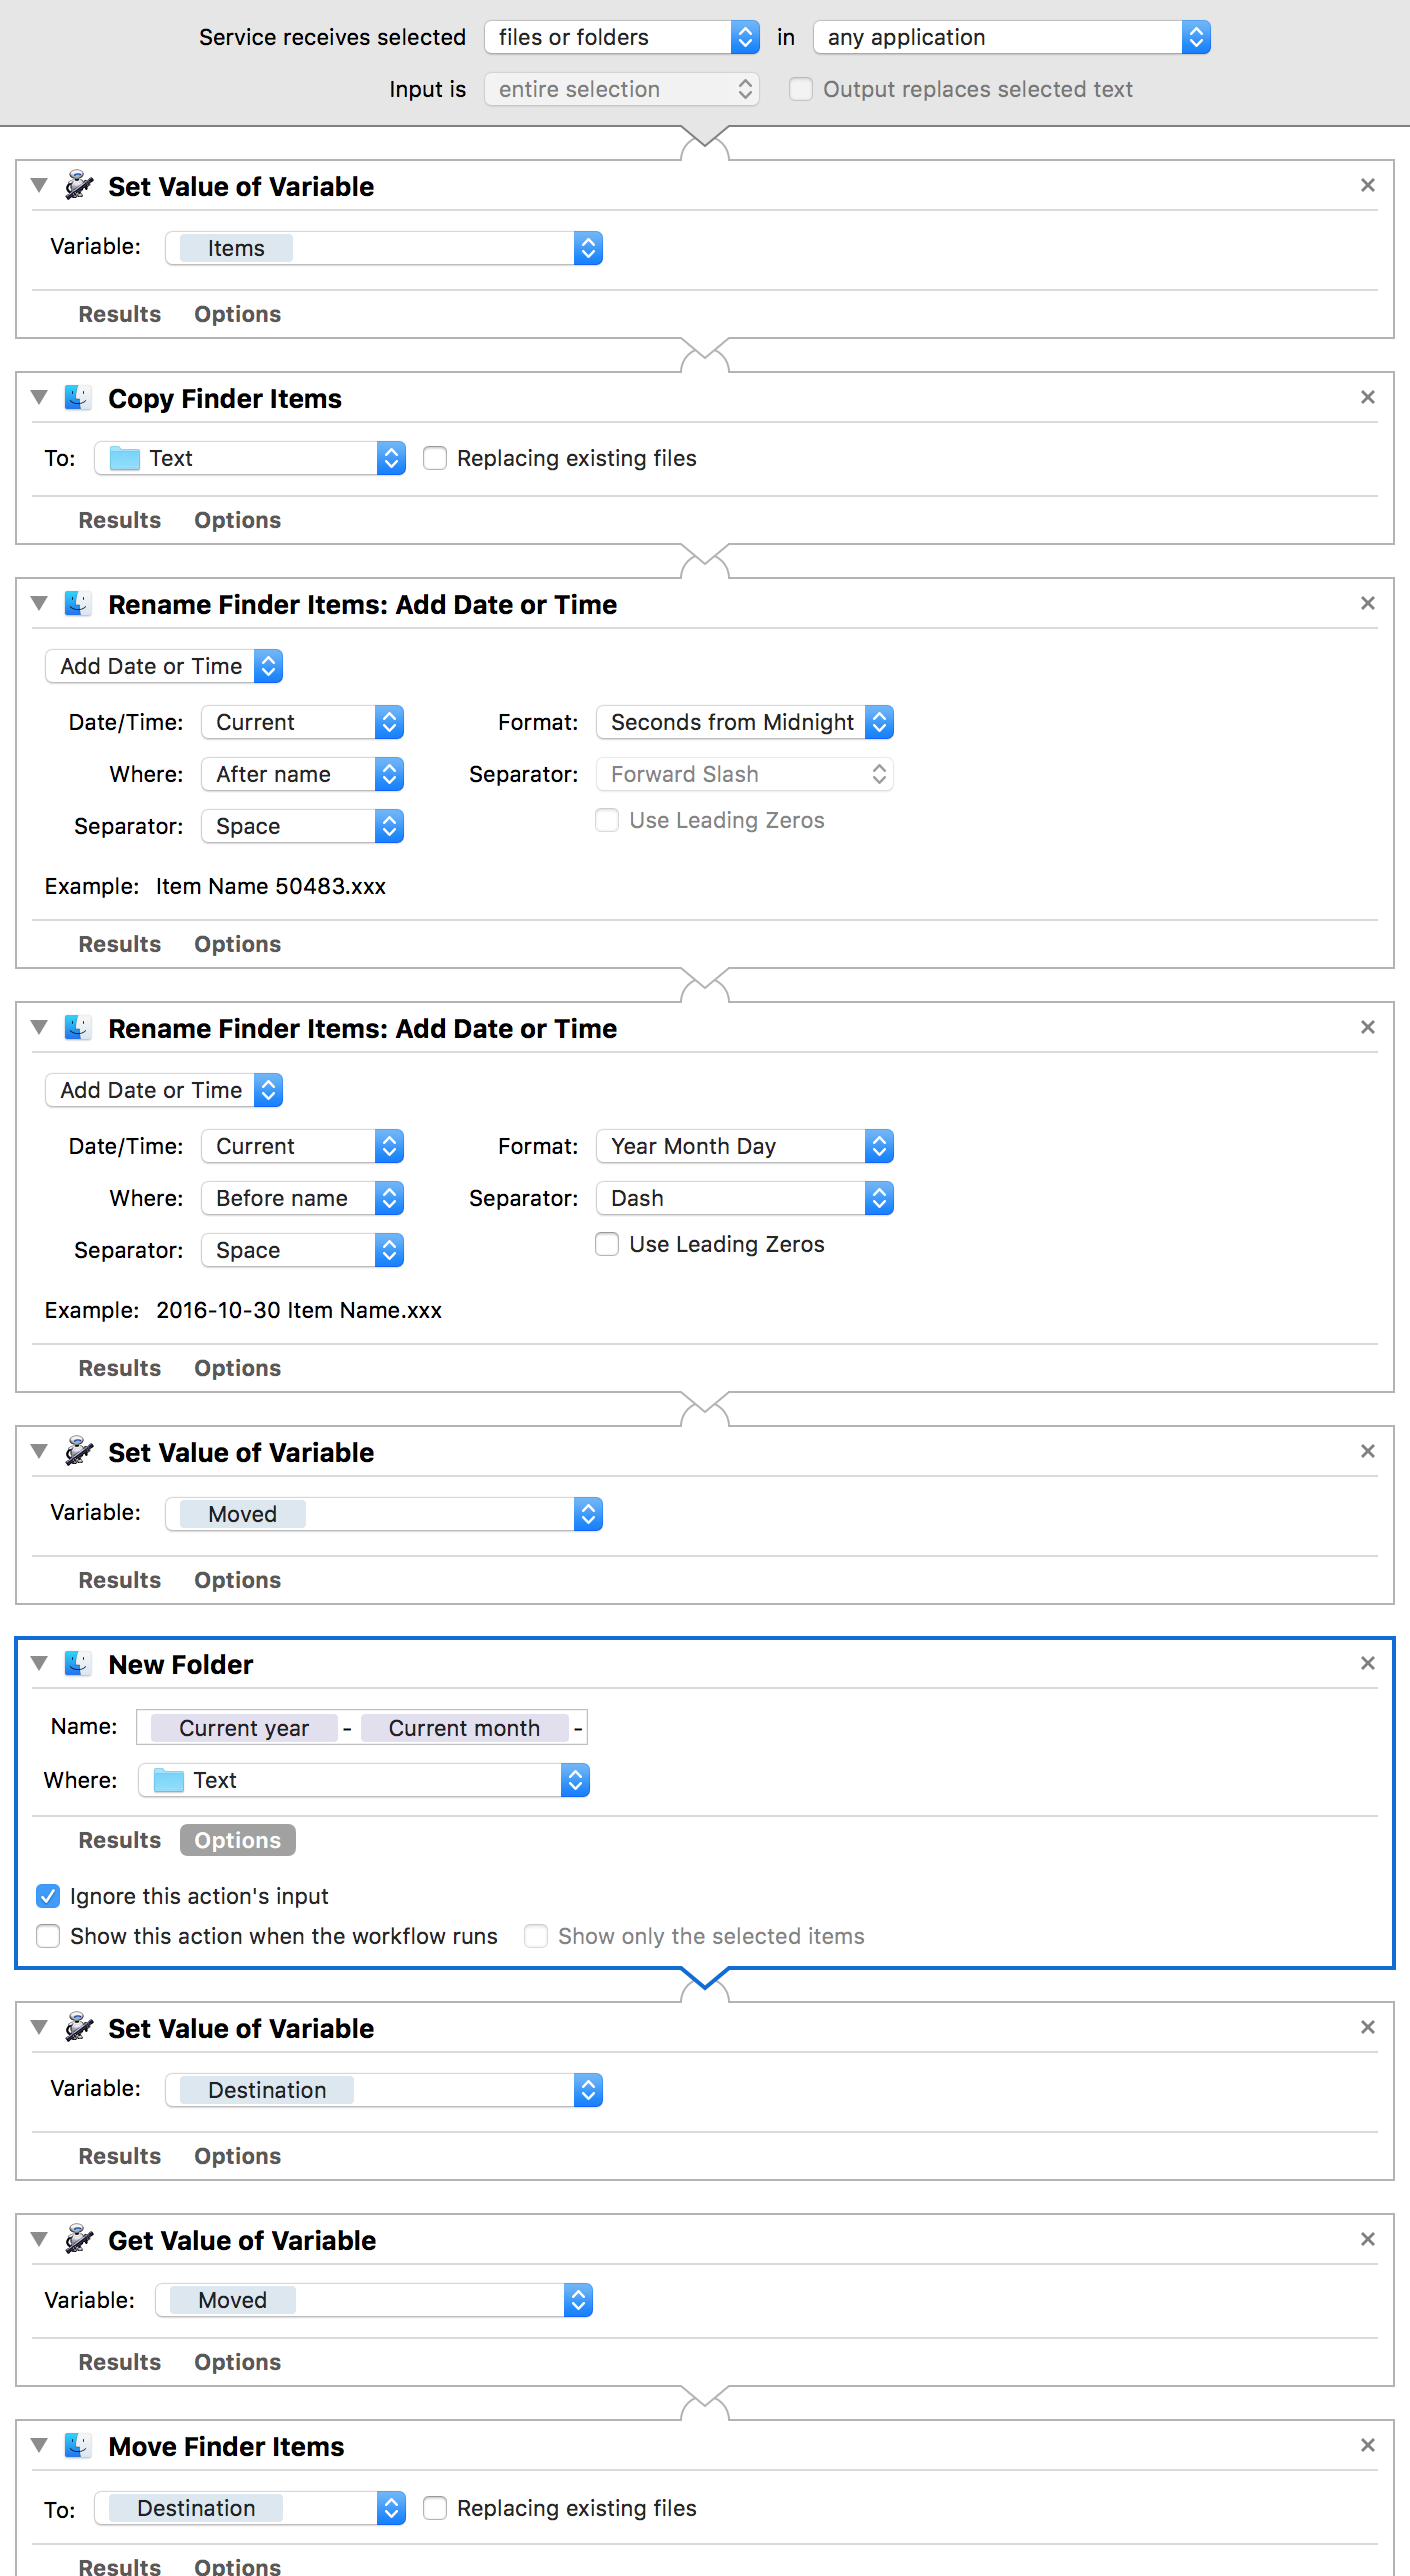 Service receives selected files or folders in any application
Input is entire selection Output replaces selected text
Set Value of Variable
Variable: Items
Results Options
Copy Finder Items
To: Text Replacing existing files
Results Options
Rename Finder Items: Add Date or Time
Add Date or Time
Date/Time: Current Format: Seconds from Midnight
Where: After name Separator: Forward Slash
Separator: Space Use Leading Zeros
Example: Item Name 50483.xxx
Results Options
Rename Finder Items: Add Date or Time
Add Date or Time
Date/Time: Current Format: Year Month Day
Where: Before name Separator: Dash
Separator: Space Use Leading Zeros
Example: 2016-10-30 Item Name.xxx
Results Options
Set Value of Variable
Variable: Moved
Results Options
New Folder
Name: Current year - Current month -
Where: Text
Results Options
Ignore this action's input
Show this action when the workflow runs Show only the selected items
Set Value of Variable
Variable: Destination
Results Options
Get Value of Variable
Variable: Moved
Results Options
Move Finder Items
To: Destination Replacing existing files
Results Options